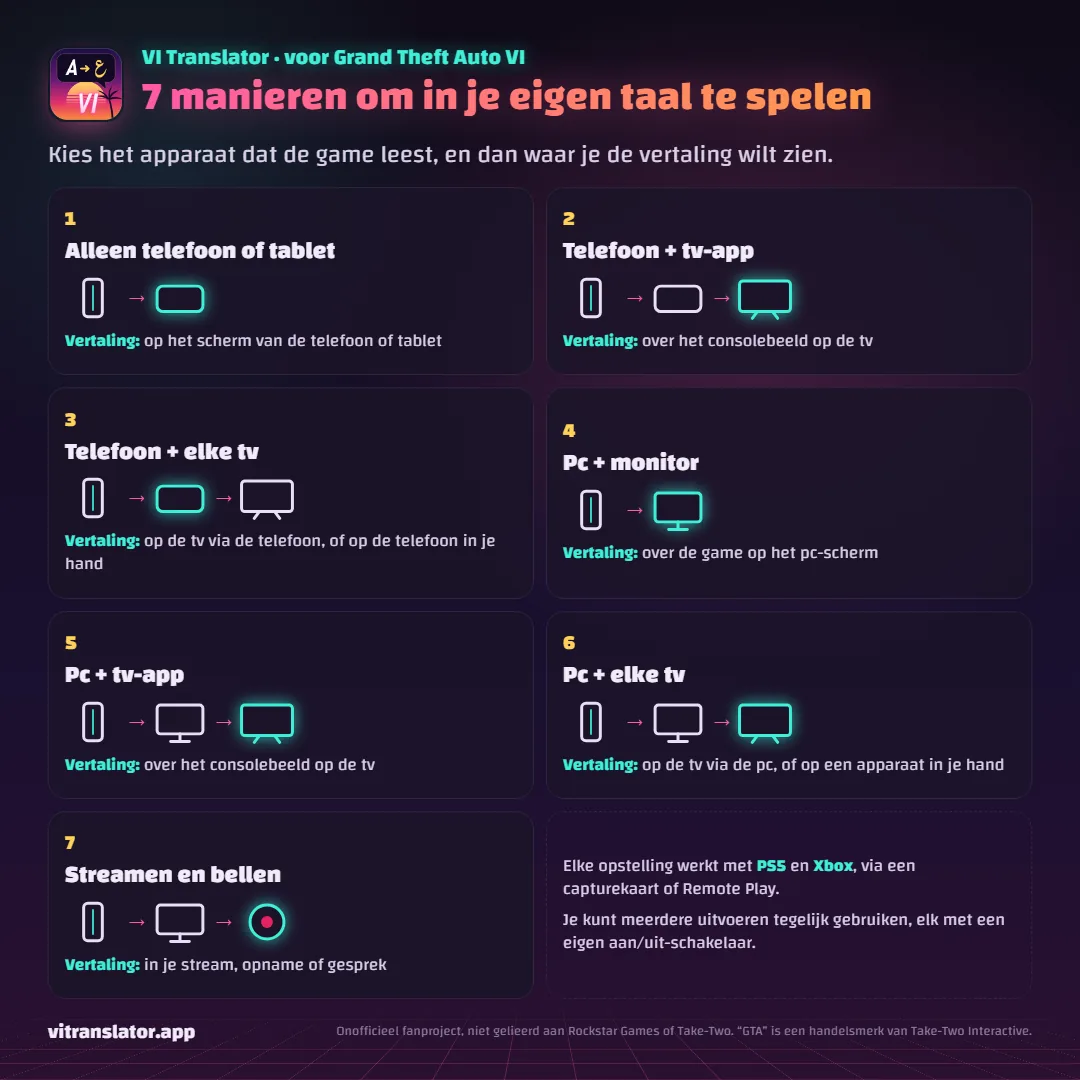 A→ع
VI
VI Translator · voor Grand Theft Auto VI
7 manieren om in je eigen taal te spelen
Kies het apparaat dat de game leest, en dan waar je de vertaling wilt zien.
1
Alleen telefoon of tablet
→
Vertaling: op het scherm van de telefoon of tablet
2
Telefoon + tv-app
→ →
Vertaling: over het consolebeeld op de tv
3
Telefoon + elke tv
→ →
Vertaling: op de tv via de telefoon, of op de telefoon in je
hand
4
Pc + monitor
→
Vertaling: over de game op het pc-scherm
5
Pc + tv-app
→ →
Vertaling: over het consolebeeld op de tv
6
Pc + elke tv
→ →
Vertaling: op de tv via de pc, of op een apparaat in je hand
7
Streamen en bellen
→ →
Vertaling: in je stream, opname of gesprek
Elke opstelling werkt met PS5 en Xbox, via een
capturekaart of Remote Play.
Je kunt meerdere uitvoeren tegelijk gebruiken, elk met een
eigen aan/uit-schakelaar.
vitranslator.app
Onofficieel fanproject, niet gelieerd aan Rockstar Games of Take-Two. “GTA” is een handelsmerk van Take-Two Interactive.